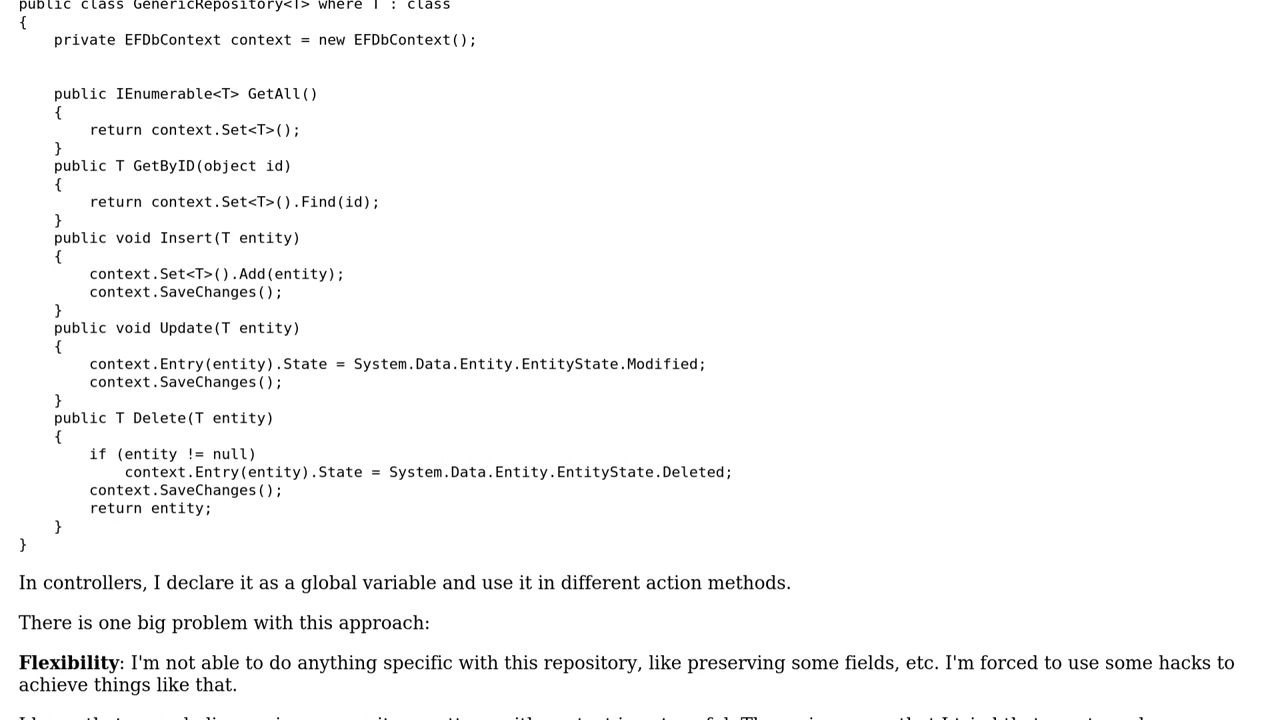 public class GenericRepository<T> where T : class
{
    private EFDbContext context = new EFDbContext();
    public IEnumerable<T> GetAll()
    {
        return context.Set<T>();
    }
    public T GetByID(object id)
    {
        return context.Set<T>().Find(id);
    }
    public void Insert(T entity)
    {
        context.Set<T>().Add(entity);
        context.SaveChanges();
    }
    public void Update(T entity)
    {
        context.Entry(entity).State = System.Data.Entity.EntityState.Modified;
        context.SaveChanges();
    }
    public T Delete(T entity)
    {
        if (entity != null)
            context.Entry(entity).State = System.Data.Entity.EntityState.Deleted;
        context.SaveChanges();
        return entity;
    }
}
In controllers, I declare it as a global variable and use it in different action methods.
There is one big problem with this approach:
Flexibility: I'm not able to do anything specific with this repository, like preserving some fields, etc. I'm forced to use some hacks to
achieve things like that.